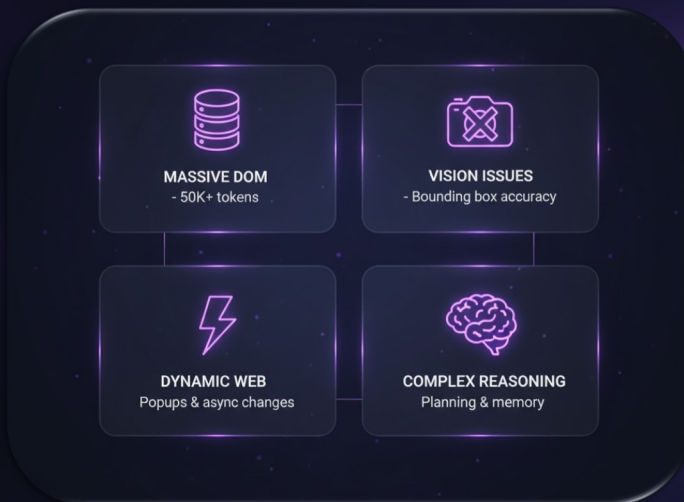 MASSIVE DOM
- 50K+ tokens
VISION ISSUES
- Bounding box accuracy
DYNAMIC WEB
Popups & async changes
COMPLEX REASONING
Planning & memory